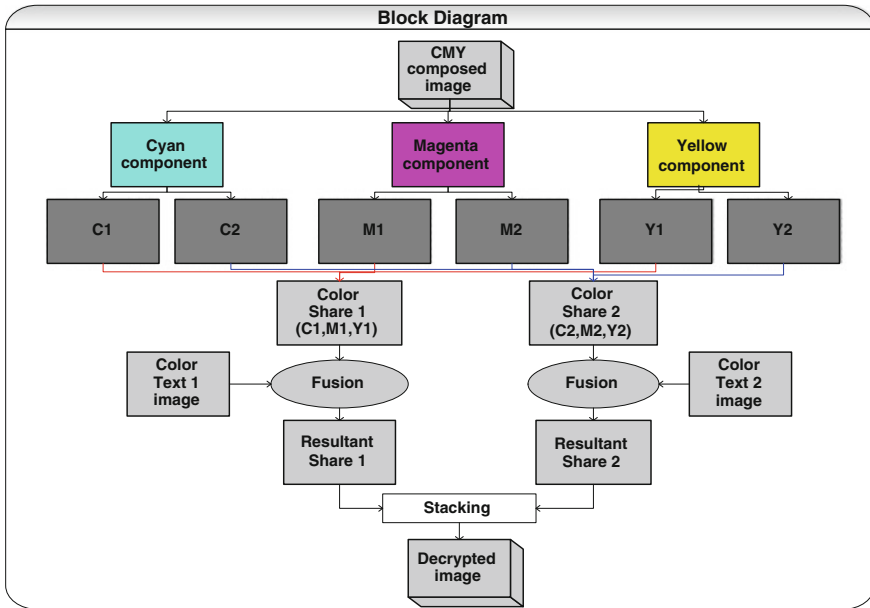 Block Diagram
CMY
composed
image
Cyan
component
Magenta
component
Yellow
component
C1
C2
M1
M2
Y1
Y2
Color
Share 1
(C1,M1,Y1)
Color
Share 2
(C2,M2,Y2)
Color
Text 1
image
Fusion
Fusion
Color
Text 2
image
Resultant
Share 1
Resultant
Share 2
Stacking
Decrypted
image